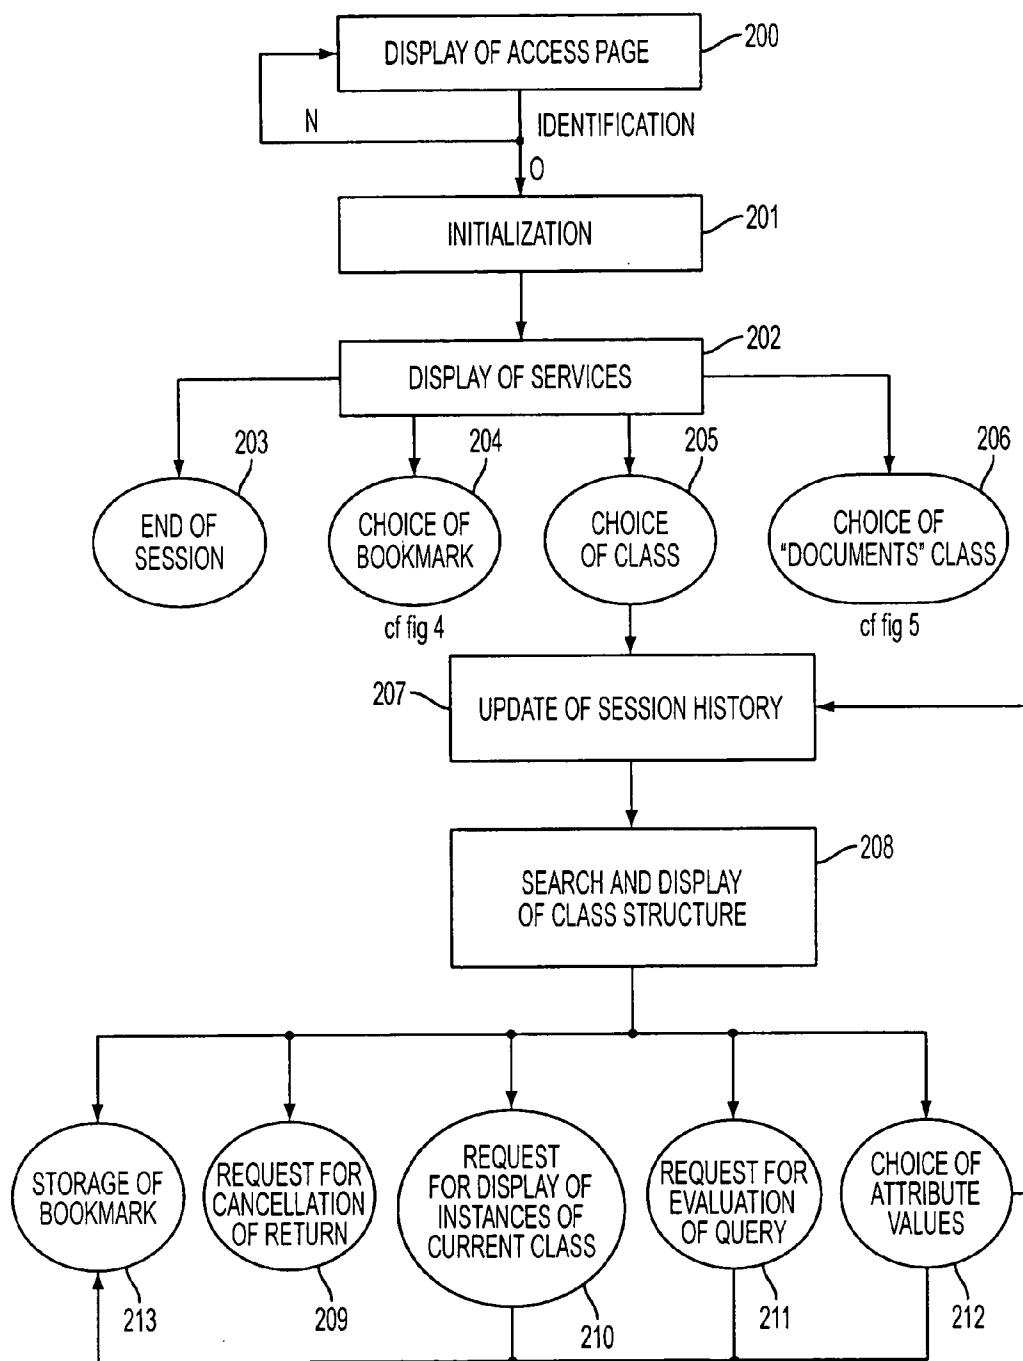 DISPLAY OF ACCESS PAGE
200
N
IDENTIFICATION
O
INITIALIZATION
201
202
DISPLAY OF SERVICES
203
204
205
206
END OF
SESSION
CHOICE OF
BOOKMARK
CHOICE
OF CLASS
CHOICE OF
"DOCUMENTS" CLASS
cf fig 4
cf fig 5
207
UPDATE OF SESSION HISTORY
208
SEARCH AND DISPLAY
OF CLASS STRUCTURE
STORAGE OF
BOOKMARK
REQUEST FOR
CANCELLATION
OF RETURN
REQUEST
FOR DISPLAY OF
INSTANCES OF
CURRENT CLASS
REQUEST FOR
EVALUATION
OF QUERY
CHOICE OF
ATTRIBUTE
VALUES
213
209
210
211
212